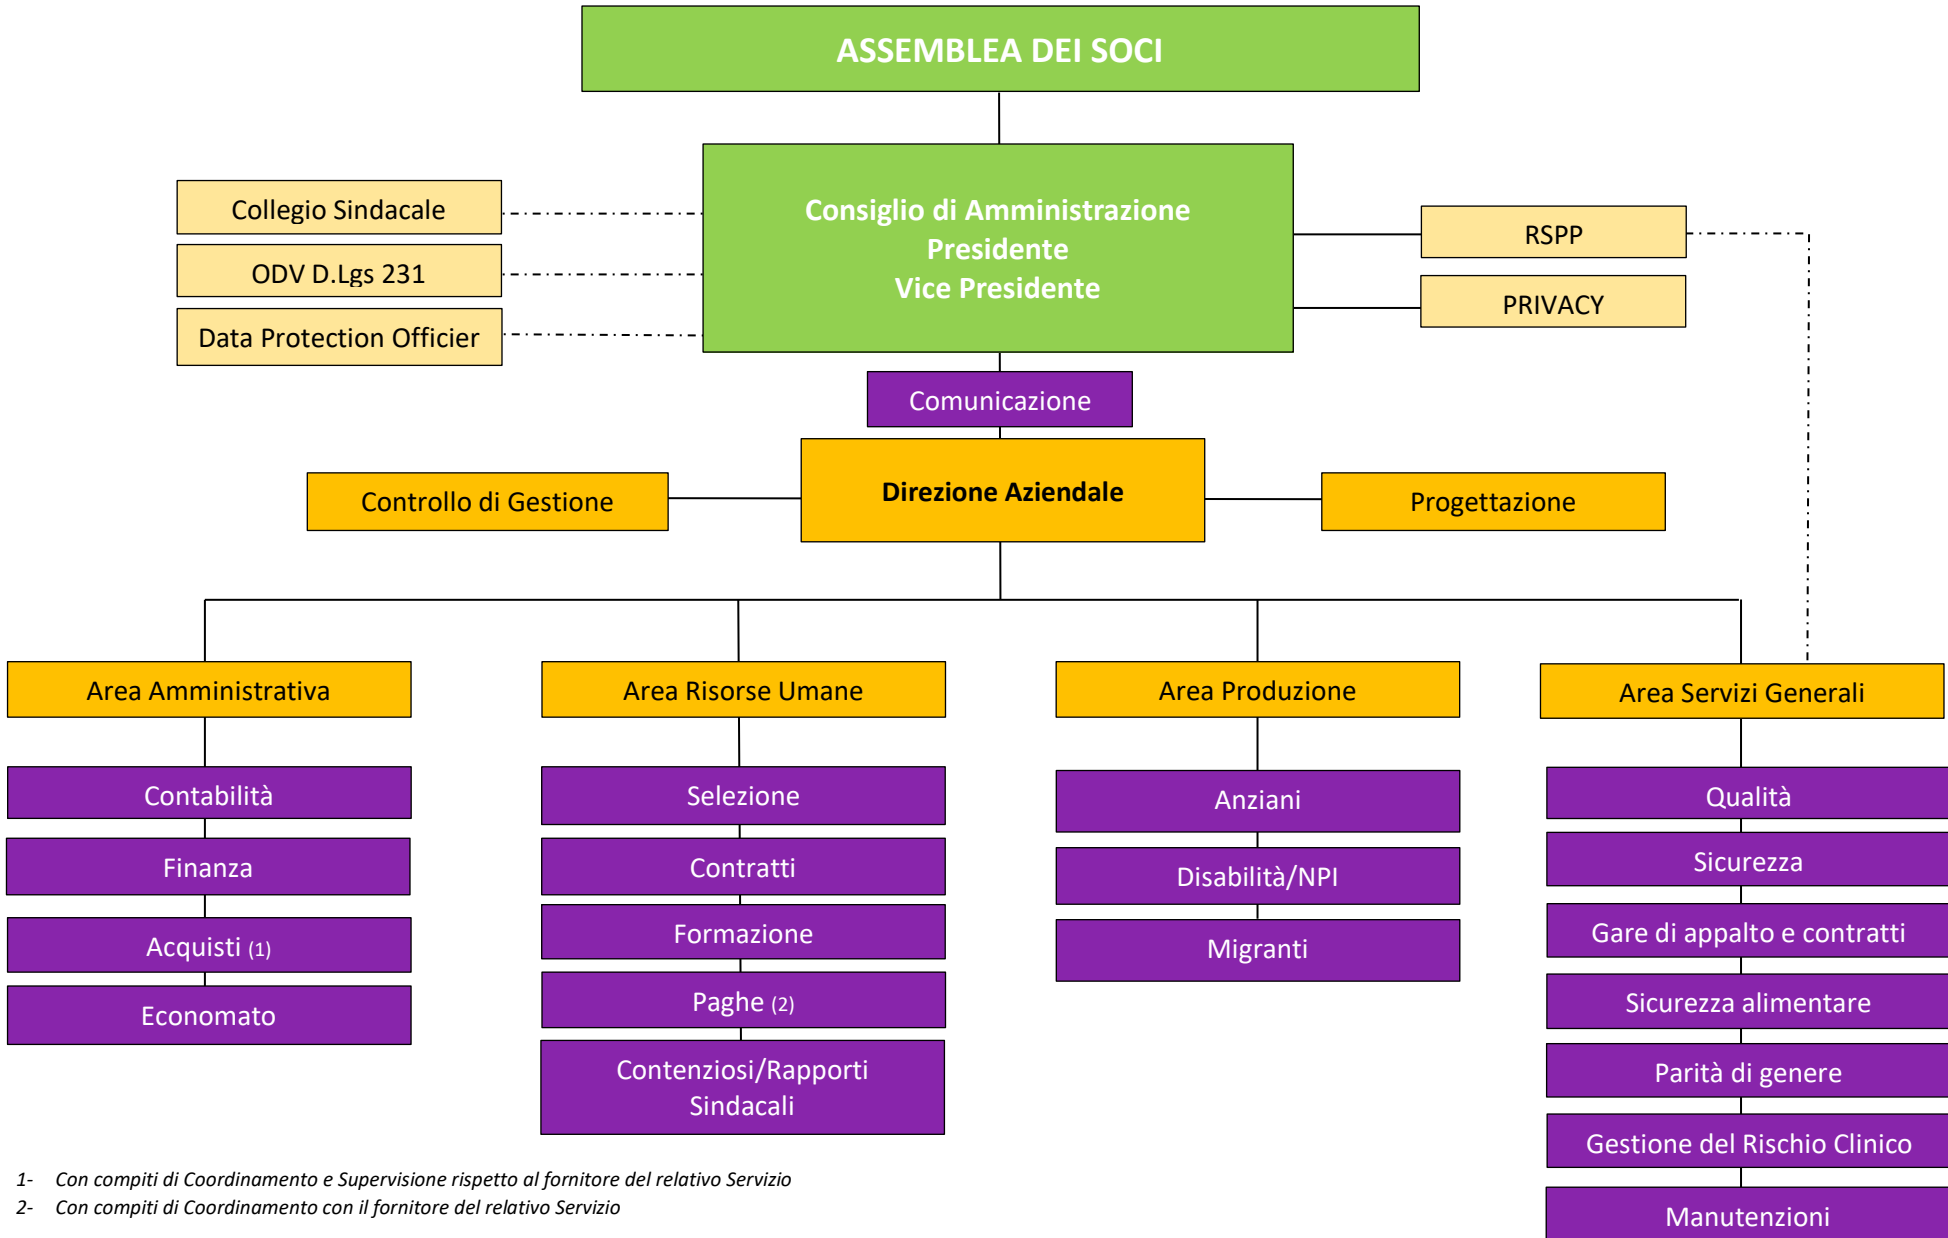 ASSEMBLEA DEI SOCI
Consiglio di Amministrazione
Presidente
Vice Presidente
Collegio Sindacale
ODV D.Lgs 231
Data Protection Officier
RSPP
PRIVACY
Comunicazione
Direzione Aziendale
Controllo di Gestione
Progettazione
Area Amministrativa
Contabilità
Finanza
Acquisti (1)
Economato
Area Risorse Umane
Selezione
Contratti
Formazione
Paghe (2)
Contenziosi/Rapporti
Sindacali
Area Produzione
Anziani
Disabilità/NPI
Migranti
Area Servizi Generali
Qualità
Sicurezza
Gare di appalto e contratti
Sicurezza alimentare
Parità di genere
Gestione del Rischio Clinico
Manutenzioni
1- Con compiti di Coordinamento e Supervisione rispetto al fornitore del relativo Servizio
2- Con compiti di Coordinamento con il fornitore del relativo Servizio